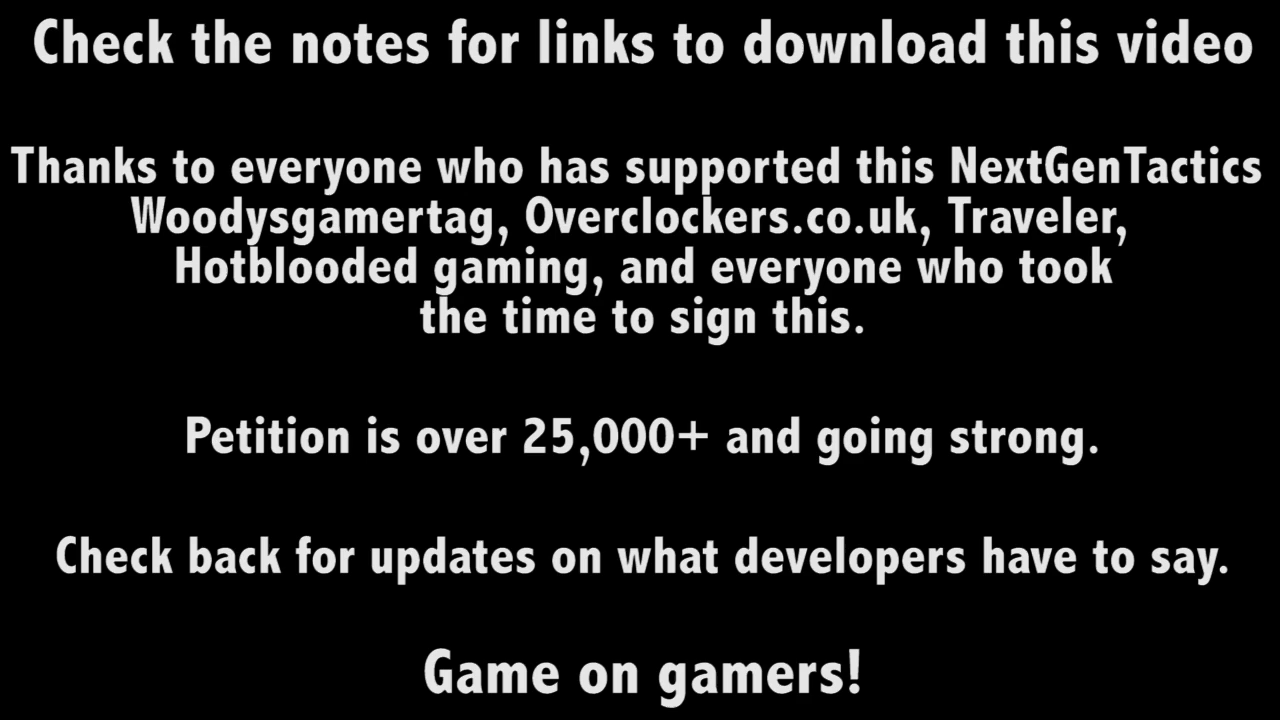 Check the notes for links to download this video
Thanks to everyone who has supported this NextGenTactics
Woodysgamertag, Overclockers.co.uk, Traveler,
Hotblooded gaming, and everyone who took
the time to sign this.
Petition is over 25,000+ and going strong.
Check back for updates on what developers have to say.
Game on gamers!